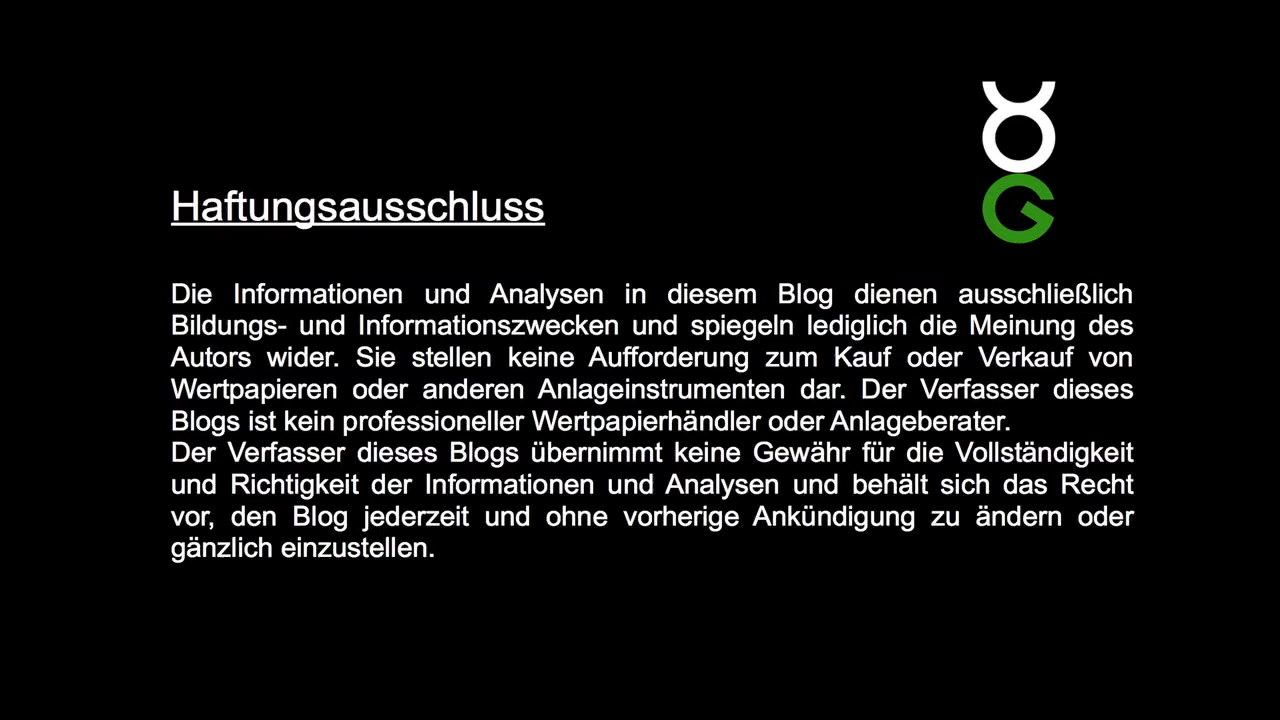 Haftungsausschluss
Die Informationen und Analysen in diesem Blog dienen ausschließlich
Bildungs- und Informationszwecken und spiegeln lediglich die Meinung des
Autors wider. Sie stellen keine Aufforderung zum Kauf oder Verkauf von
Wertpapieren oder anderen Anlageinstrumenten dar. Der Verfasser dieses
Blogs ist kein professioneller Wertpapierhändler oder Anlageberater.
Der Verfasser dieses Blogs übernimmt keine Gewähr für die Vollständigkeit
und Richtigkeit der Informationen und Analysen und behält sich das Recht
vor, den Blog jederzeit und ohne vorherige Ankündigung zu ändern oder
gänzlich einzustellen.